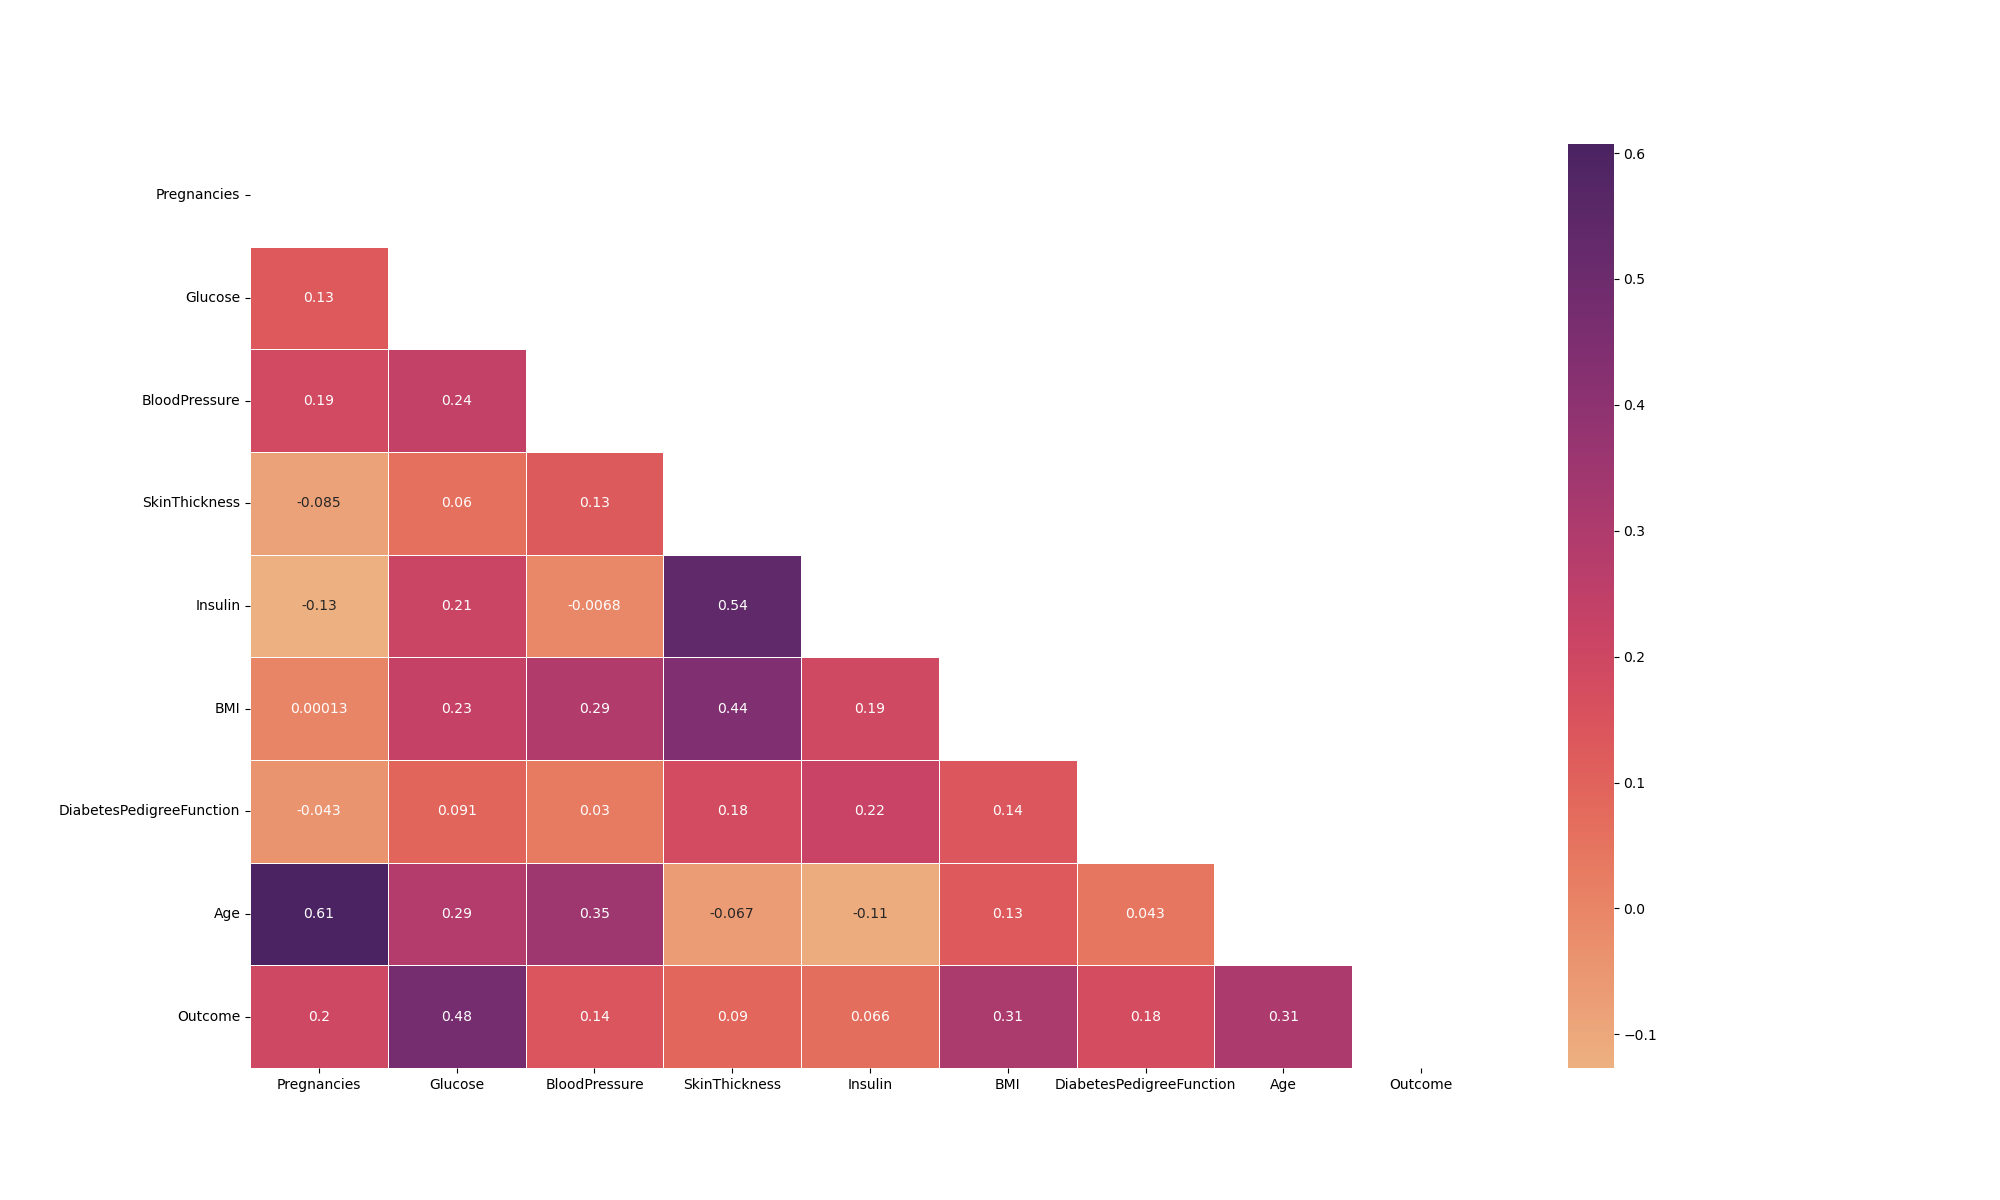 Pregnancies
Glucose 0.13
BloodPressure 0.19 0.24
SkinThickness -0.085 0.06 0.13
Insulin -0.13 0.21 -0.0068 0.54
BMI 0.00013 0.23 0.29 0.44 0.19
DiabetesPedigreeFunction -0.043 0.091 0.03 0.18 0.22 0.14
Age 0.61 0.29 0.35 -0.067 -0.11 0.13 0.043
Outcome 0.2 0.48 0.14 0.09 0.066 0.31 0.18 0.31
Pregnancies Glucose BloodPressure SkinThickness Insulin BMI DiabetesPedigreeFunction Age Outcome
0.6
0.5
0.4
0.3
0.2
0.1
0.0
−0.1